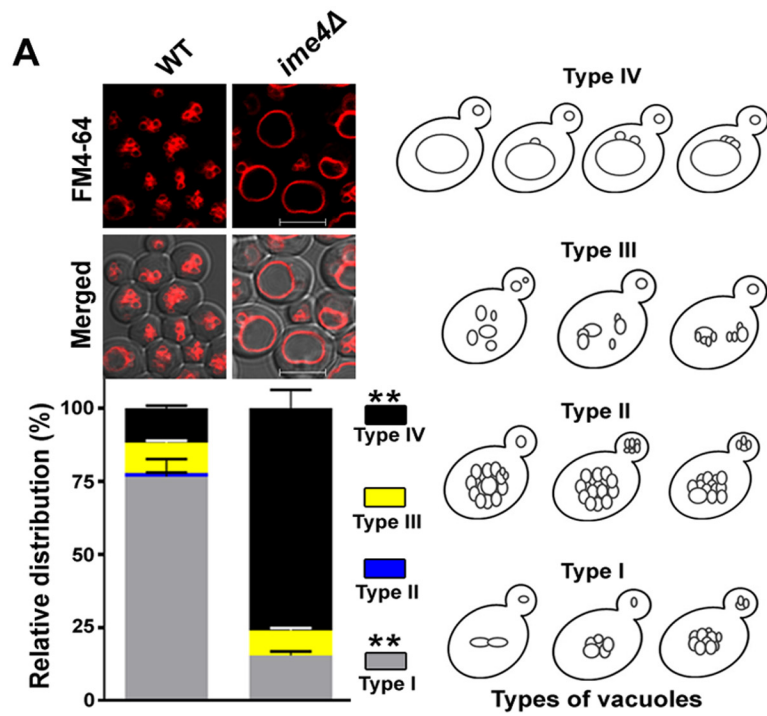 A
WT
ime4Δ
FM4-64
Merged
Type IV
Type III
Type II
Type I
Types of vacuoles
Relative distribution (%)
100
75
50
25
0
**
Type IV
Type III
Type II
**
Type I